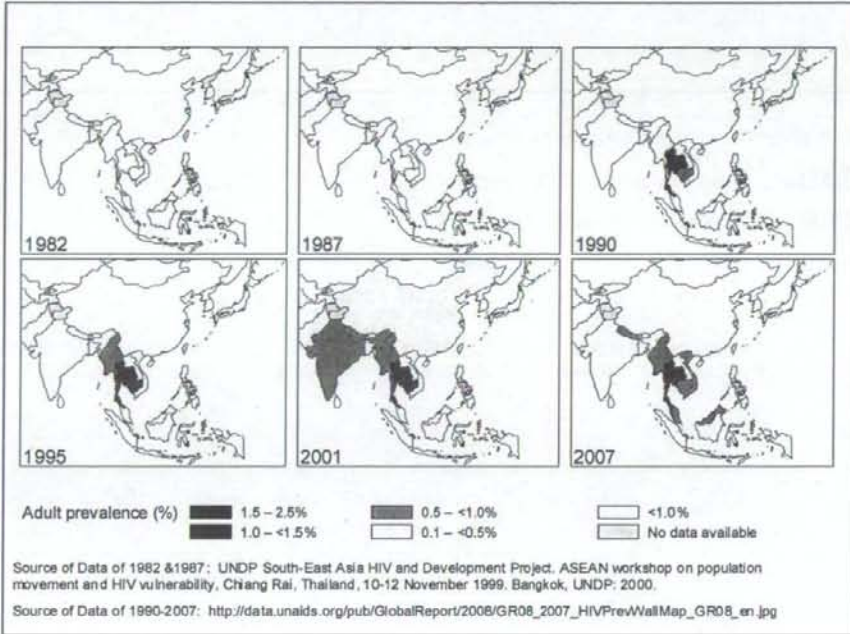 1982
1987
1990
1995
2001
2007
Adult prevalence (%)
1.5 – 2.5%
0.5 – <1.0%
<1.0%
1.0 – <1.5%
0.1 – <0.5%
No data available
Source of Data of 1982 &1987: UNDP South-East Asia HIV and Development Project. ASEAN workshop on population
movement and HIV vulnerability, Chiang Rai, Thailand, 10-12 November 1999. Bangkok, UNDP: 2000.
Source of Data of 1990-2007: http://data.unaids.org/pub/GlobalReport/2008/GR08_2007_HIVPrevWallMap_GR08_en.jpg